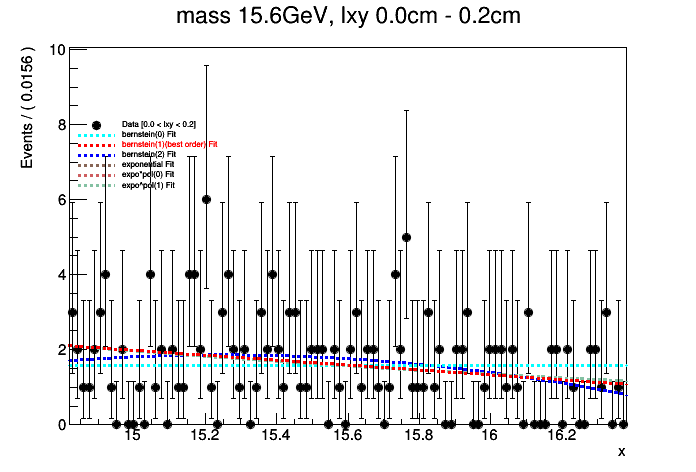 mass 15.6GeV, lxy 0.0cm - 0.2cm
Events / ( 0.0156 )
10
8
6
4
2
0
Data [0.0 < lxy < 0.2]
bernstein(0) Fit
bernstein(1)(best order) Fit
bernstein(2) Fit
exponential Fit
expo*pol(0) Fit
expo*pol(1) Fit
15 15.2 15.4 15.6 15.8 16 16.2
x